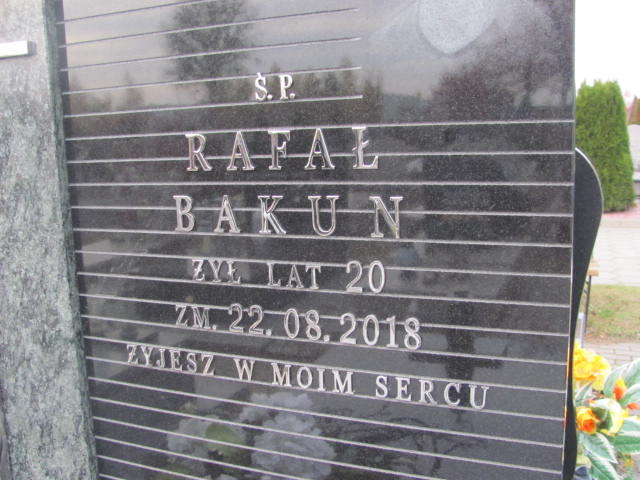 Ś.P.
RAFAŁ
BAKUN
ŻYŁ LAT 20
ZM. 22.08.2018
ŻYJESZ W MOIM SERCU